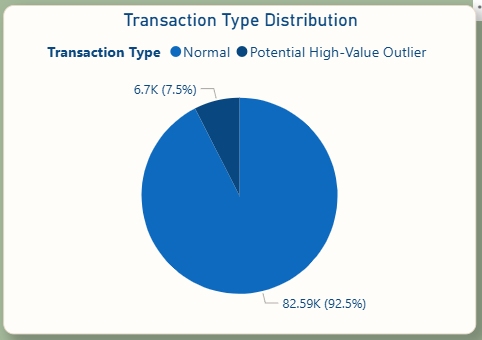 Transaction Type Distribution
Transaction Type Normal Potential High-Value Outlier
6.7K (7.5%)
82.59K (92.5%)